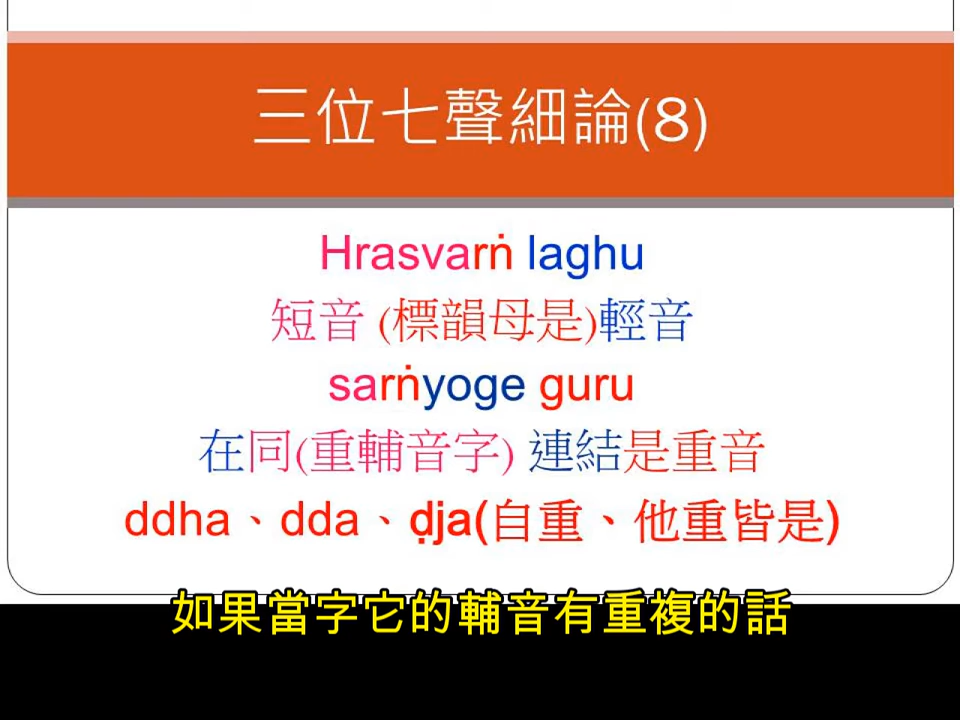 三位七聲細論(8)
Hrasvarṅ laghu
短音 (標韻母是)輕音
sarṅyoge guru
在同(重輔音字) 連結是重音
ddha、dda、ḍja(自重、他重皆是)
如果當字它的輔音有重複的話